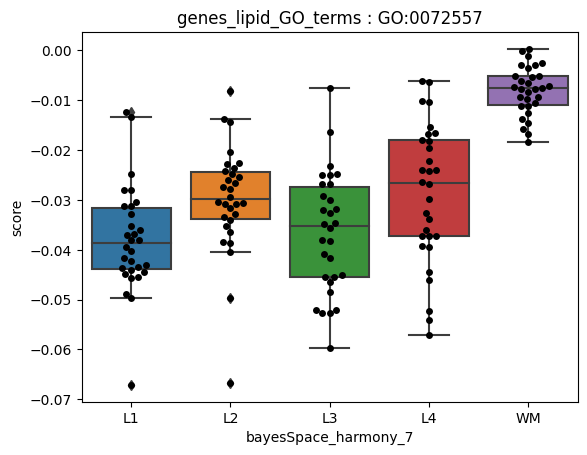 genes_lipid_GO_terms : GO:0072557
0.00
−0.01
−0.02
−0.03
−0.04
−0.05
−0.06
−0.07
score
L1 L2 L3 L4 WM
bayesSpace_harmony_7